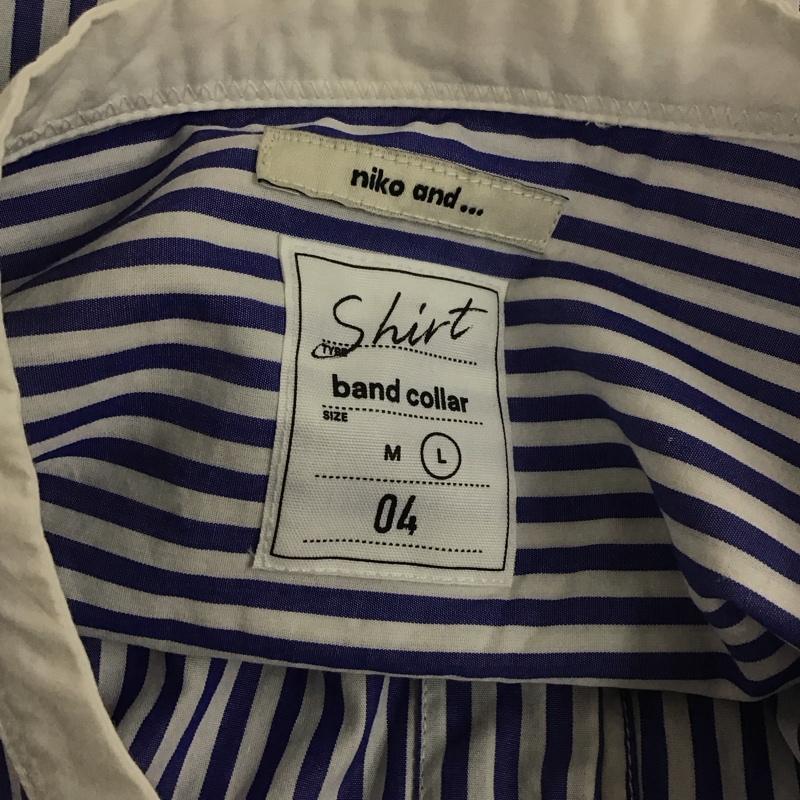 niko and...
Shirt
TYPE
band collar
SIZE
M L
04